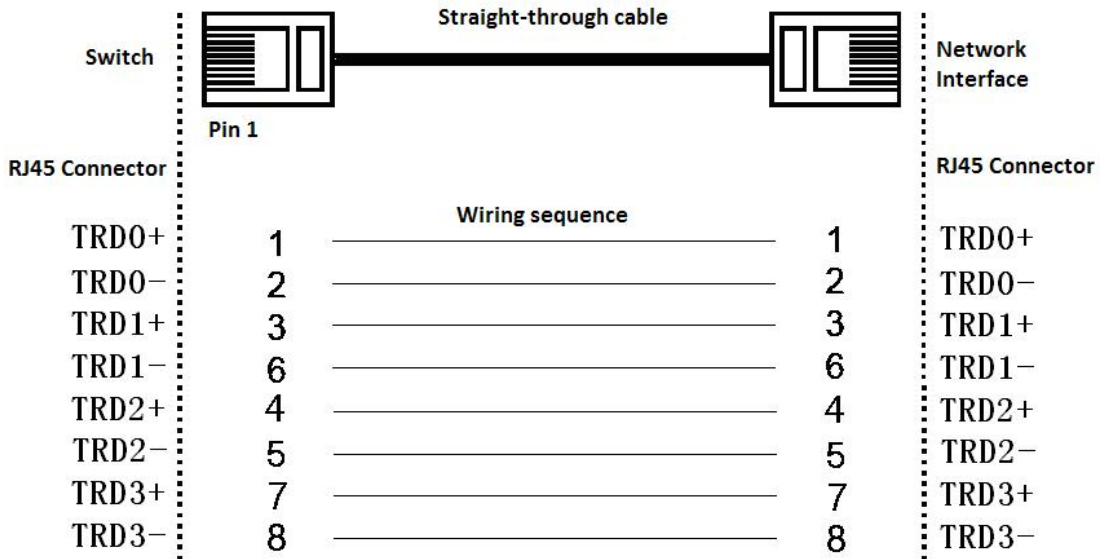 Straight-through cable
Switch
Network
Interface
Pin 1
RJ45 Connector
RJ45 Connector
Wiring sequence
TRD0+ 1 1 TRD0+
TRD0− 2 2 TRD0−
TRD1+ 3 3 TRD1+
TRD1− 6 6 TRD1−
TRD2+ 4 4 TRD2+
TRD2− 5 5 TRD2−
TRD3+ 7 7 TRD3+
TRD3− 8 8 TRD3−